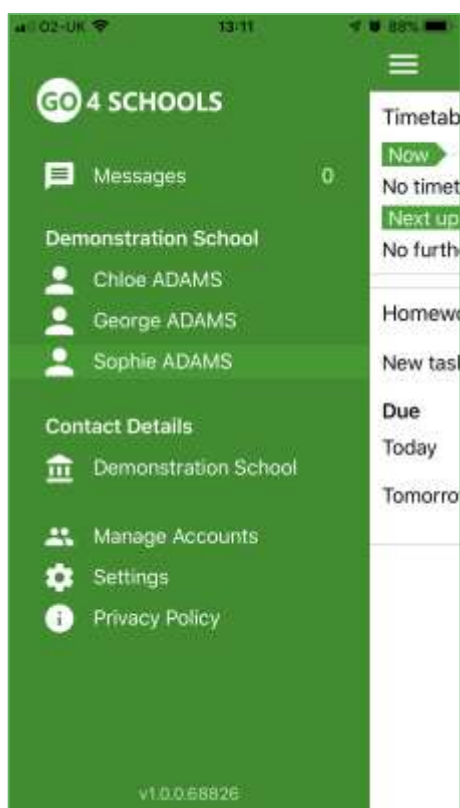 O2-UK 13:11 88%
GO 4 SCHOOLS
Messages 0
Demonstration School
Chloe ADAMS
George ADAMS
Sophie ADAMS
Contact Details
Demonstration School
Manage Accounts
Settings
Privacy Policy
v1.0.0.68826
Timetab
Now
No timet
Next up
No furth
Homewo
New tas
Due
Today
Tomorro